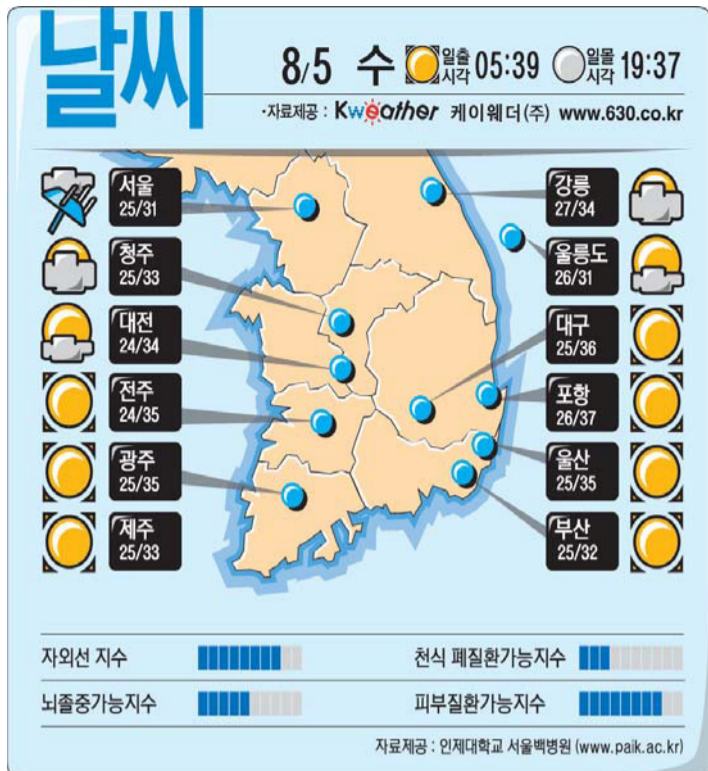 날씨
8/5 수 일출시각 05:39 일몰시각 19:37
·자료제공 : Kweather 케이웨더(주) www.630.co.kr
서울
25/31
청주
25/33
대전
24/34
전주
24/35
광주
25/35
제주
25/33
강릉
27/34
울릉도
26/31
대구
25/36
포항
26/37
울산
25/35
부산
25/32
자외선 지수
천식 폐질환가능지수
뇌졸중가능지수
피부질환가능지수
자료제공 : 인제대학교 서울백병원 (www.paik.ac.kr)